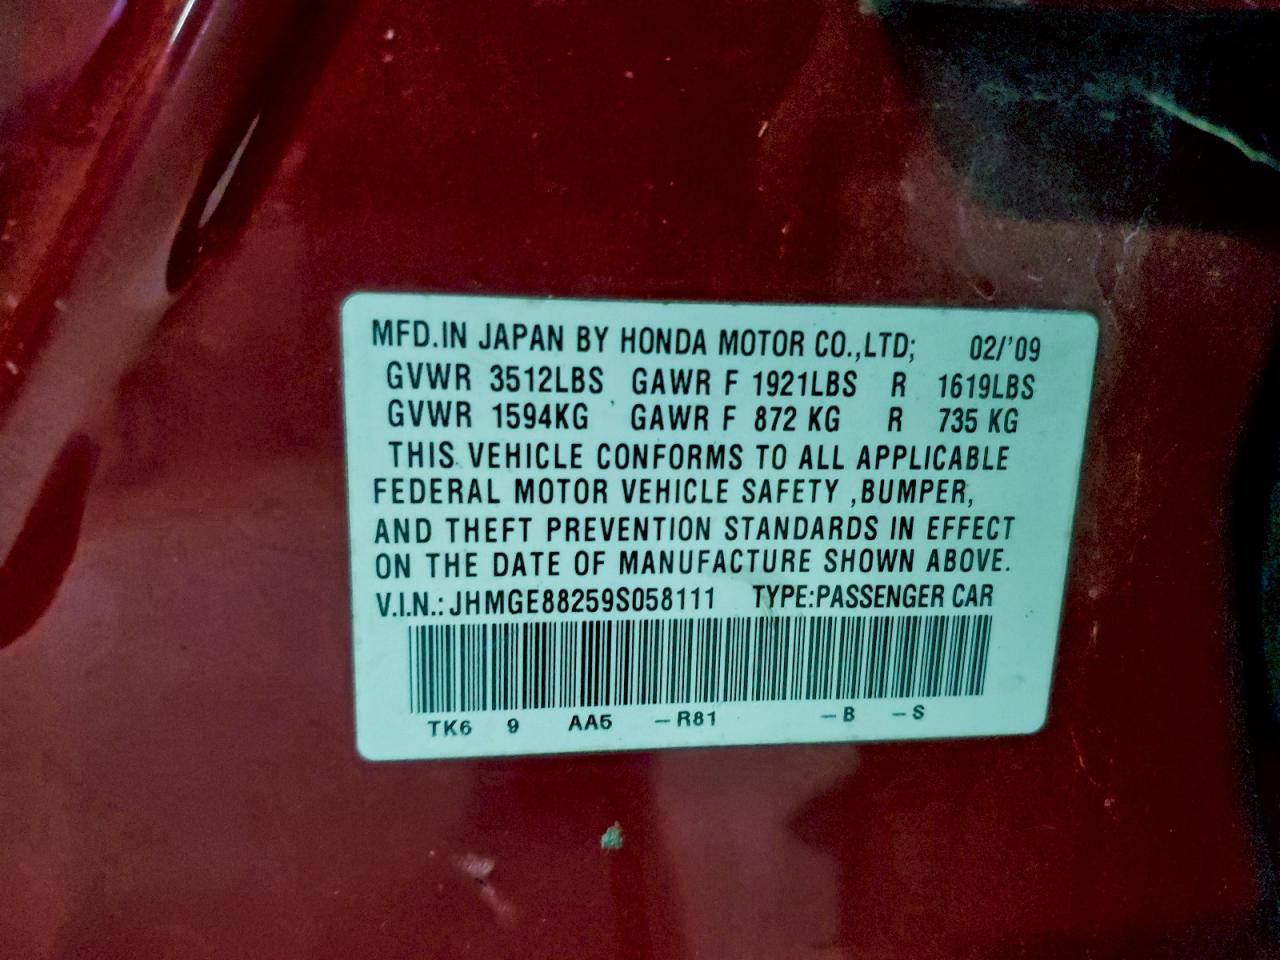 MFD.IN JAPAN BY HONDA MOTOR CO.,LTD; 02/'09
GVWR 3512LBS GAWR F 1921LBS R 1619LBS
GVWR 1594KG GAWR F 872 KG R 735 KG
THIS VEHICLE CONFORMS TO ALL APPLICABLE
FEDERAL MOTOR VEHICLE SAFETY ,BUMPER,
AND THEFT PREVENTION STANDARDS IN EFFECT
ON THE DATE OF MANUFACTURE SHOWN ABOVE.
V.I.N.: JHMGE88259S058111 TYPE:PASSENGER CAR
TK6 9 AA5 –R81 –B –S